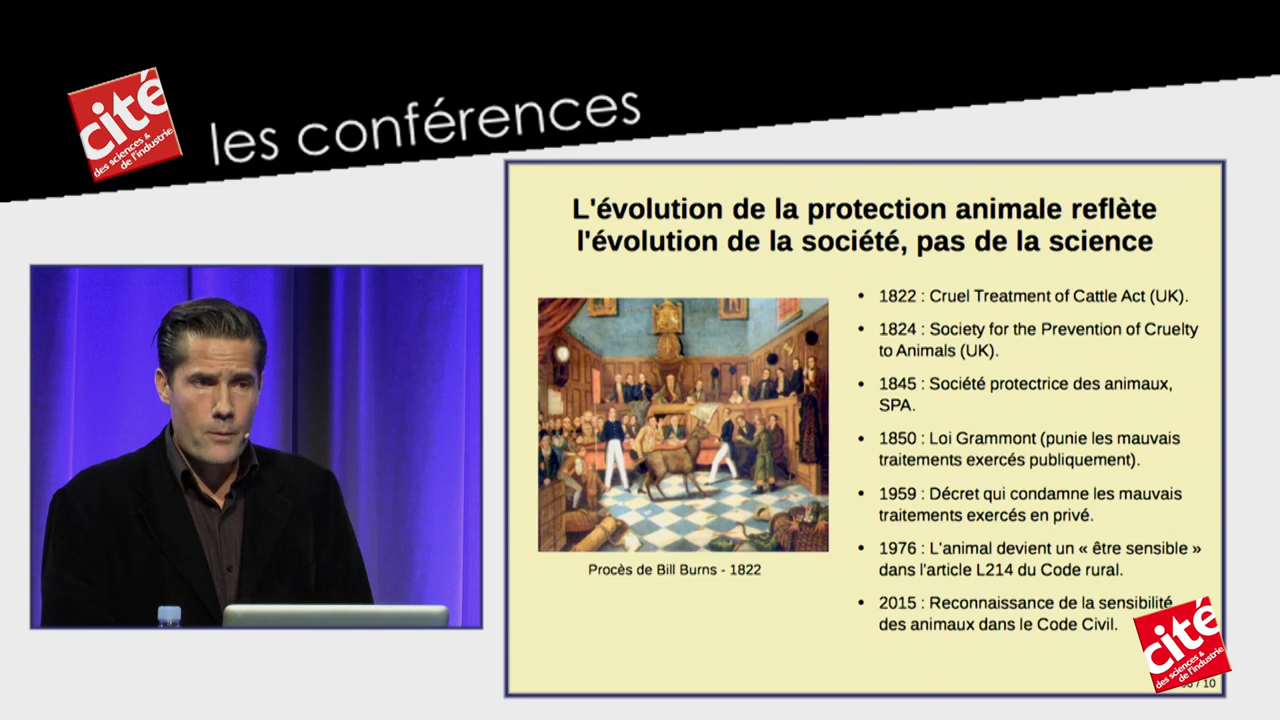 cité
des sciences &
de l'industrie
les conférences
L'évolution de la protection animale reflète
l'évolution de la société, pas de la science
• 1822 : Cruel Treatment of Cattle Act (UK).
• 1824 : Society for the Prevention of Cruelty
to Animals (UK).
• 1845 : Société protectrice des animaux,
SPA.
• 1850 : Loi Grammont (punie les mauvais
traitements exercés publiquement).
• 1959 : Décret qui condamne les mauvais
traitements exercés en privé.
• 1976 : L'animal devient un « être sensible »
dans l'article L214 du Code rural.
• 2015 : Reconnaissance de la sensibilité
des animaux dans le Code Civil.
Procès de Bill Burns - 1822
cité
des sciences &
de l'industrie
/ 10